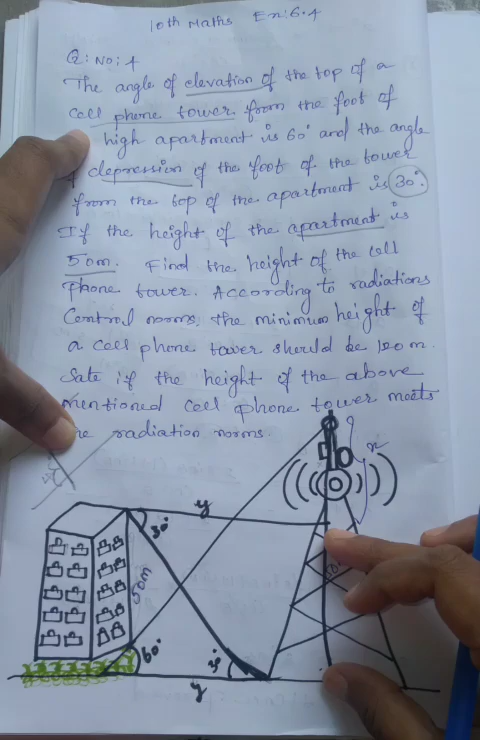 10th Maths Ex: 6.4
Q: No: 4
The angle of elevation of the top of a
cell phone tower from the foot of
high apartment is 60° and the angle
depression of the foot of the tower
from the top of the apartment is 30°.
If the height of the apartment is
50m. Find the height of the cell
Phone tower. According to radiations
Control norms, the minimum height of
a cell phone tower should be 120 m.
Sate if the height of the above
mentioned cell phone tower meets
radiation norms.
x
y
30°
50m
60°
y